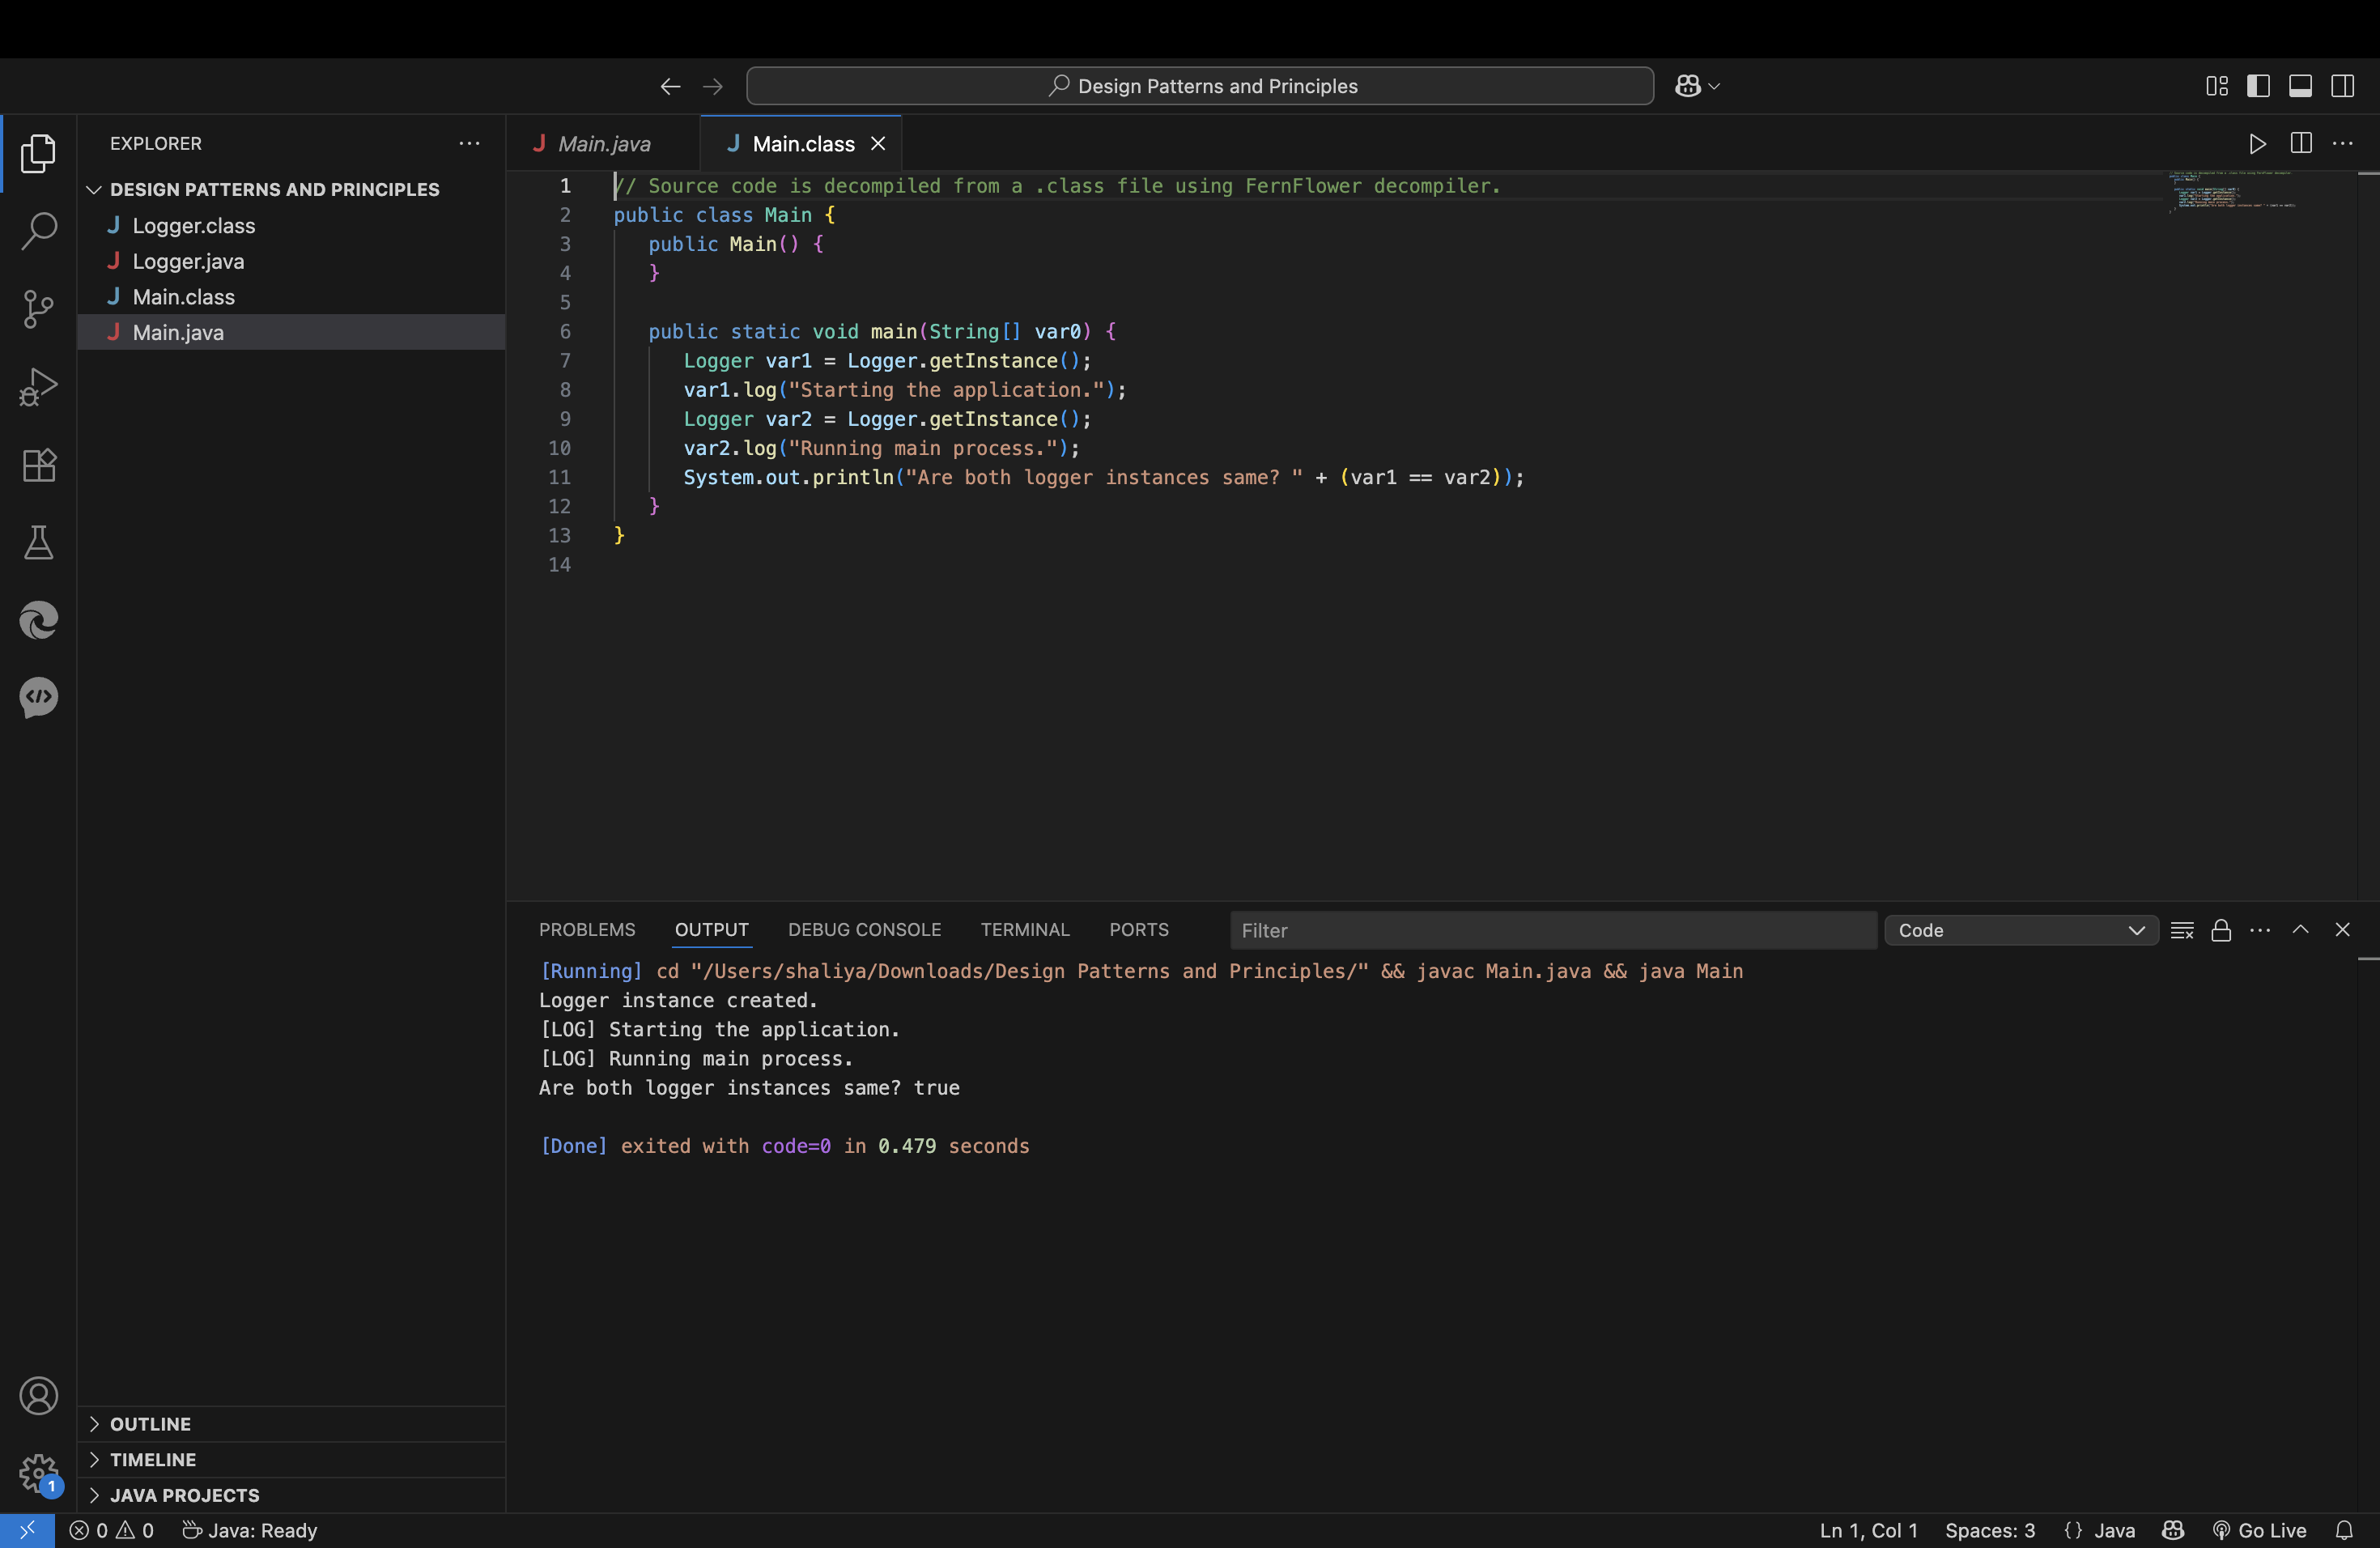 Design Patterns and Principles
EXPLORER
DESIGN PATTERNS AND PRINCIPLES
J Logger.class
J Logger.java
J Main.class
J Main.java
OUTLINE
TIMELINE
JAVA PROJECTS
J Main.java
J Main.class
1 // Source code is decompiled from a .class file using FernFlower decompiler.
2 public class Main {
3 public Main() {
4 }
5
6 public static void main(String[] var0) {
7 Logger var1 = Logger.getInstance();
8 var1.log("Starting the application.");
9 Logger var2 = Logger.getInstance();
10 var2.log("Running main process.");
11 System.out.println("Are both logger instances same? " + (var1 == var2));
12 }
13 }
14
PROBLEMS OUTPUT DEBUG CONSOLE TERMINAL PORTS Filter Code
[Running] cd "/Users/shaliya/Downloads/Design Patterns and Principles/" && javac Main.java && java Main
Logger instance created.
[LOG] Starting the application.
[LOG] Running main process.
Are both logger instances same? true
[Done] exited with code=0 in 0.479 seconds
1
0 0 Java: Ready Ln 1, Col 1 Spaces: 3 {} Java Go Live